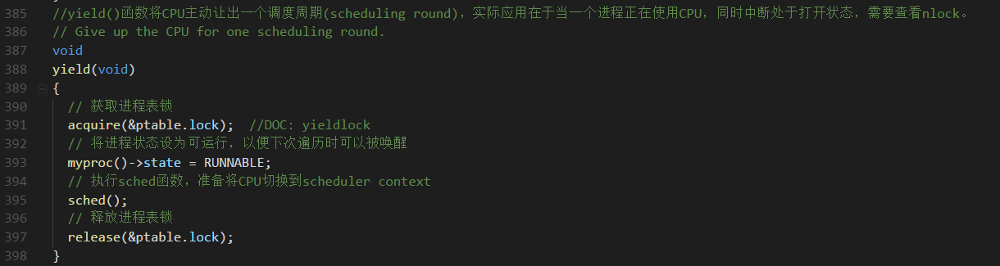 385 //yield()函数将CPU主动让出一个调度周期(scheduling round)，实际应用在于当一个进程正在使用CPU，同时中断处于打开状态，需要查看nlock。
386 // Give up the CPU for one scheduling round.
387 void
388 yield(void)
389 {
390 // 获取进程表锁
391 acquire(&ptable.lock);  //DOC: yieldlock
392 // 将进程状态设为可运行，以便下次遍历时可以被唤醒
393 myproc()->state = RUNNABLE;
394 // 执行sched函数，准备将CPU切换到scheduler context
395 sched();
396 // 释放进程表锁
397 release(&ptable.lock);
398 }